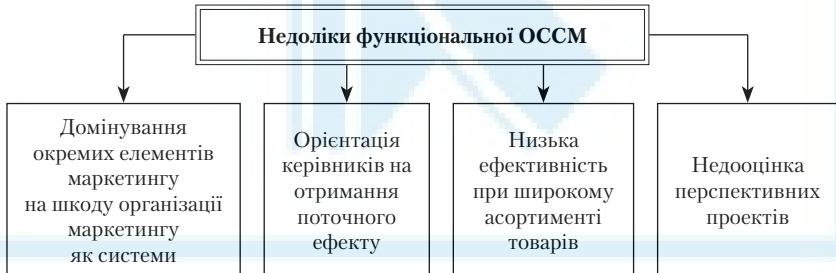 Недоліки функціональної ОССМ
Домінування
окремих елементів
маркетингу
на шкоду організації
маркетингу
як системи
Орієнтація
керівників на
отримання
поточного
ефекту
Низька
ефективність
при широкому
асортименті
товарів
Недооцінка
перспективних
проектів